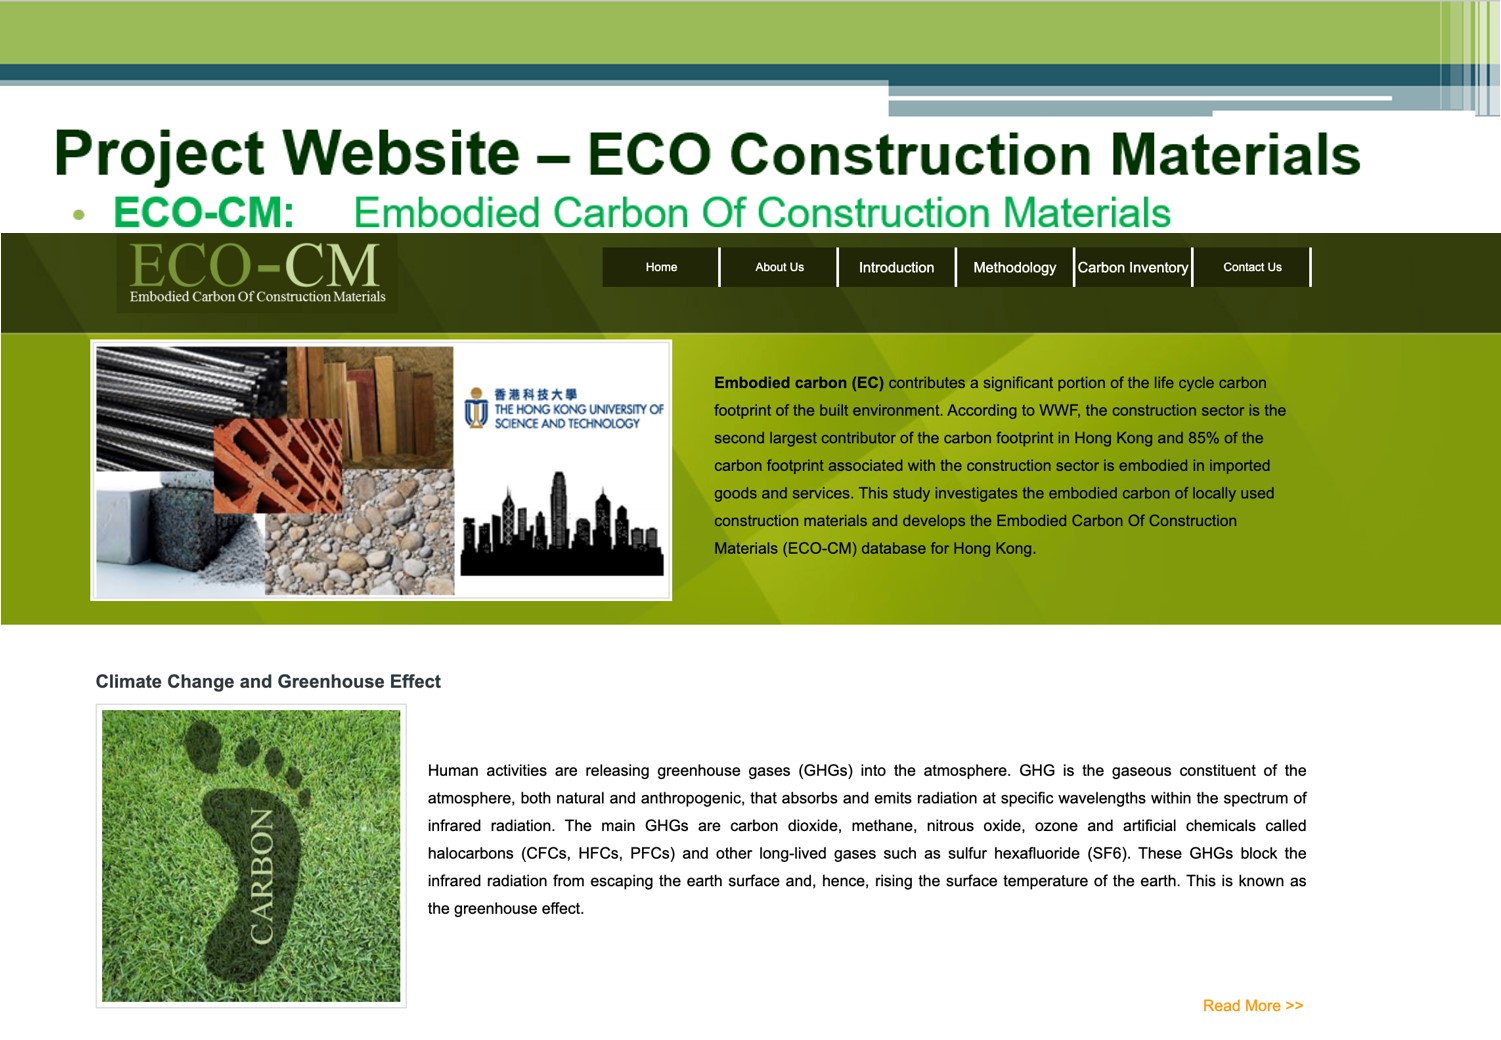 Project Website – ECO Construction Materials
• ECO-CM: Embodied Carbon Of Construction Materials
ECO-CM
Embodied Carbon Of Construction Materials
Home About Us Introduction Methodology Carbon Inventory Contact Us
香港科技大學
THE HONG KONG UNIVERSITY OF
SCIENCE AND TECHNOLOGY
Embodied carbon (EC) contributes a significant portion of the life cycle carbon
footprint of the built environment. According to WWF, the construction sector is the
second largest contributor of the carbon footprint in Hong Kong and 85% of the
carbon footprint associated with the construction sector is embodied in imported
goods and services. This study investigates the embodied carbon of locally used
construction materials and develops the Embodied Carbon Of Construction
Materials (ECO-CM) database for Hong Kong.
Climate Change and Greenhouse Effect
CARBON
Human activities are releasing greenhouse gases (GHGs) into the atmosphere. GHG is the gaseous constituent of the
atmosphere, both natural and anthropogenic, that absorbs and emits radiation at specific wavelengths within the spectrum of
infrared radiation. The main GHGs are carbon dioxide, methane, nitrous oxide, ozone and artificial chemicals called
halocarbons (CFCs, HFCs, PFCs) and other long-lived gases such as sulfur hexafluoride (SF6). These GHGs block the
infrared radiation from escaping the earth surface and, hence, rising the surface temperature of the earth. This is known as
the greenhouse effect.
Read More >>